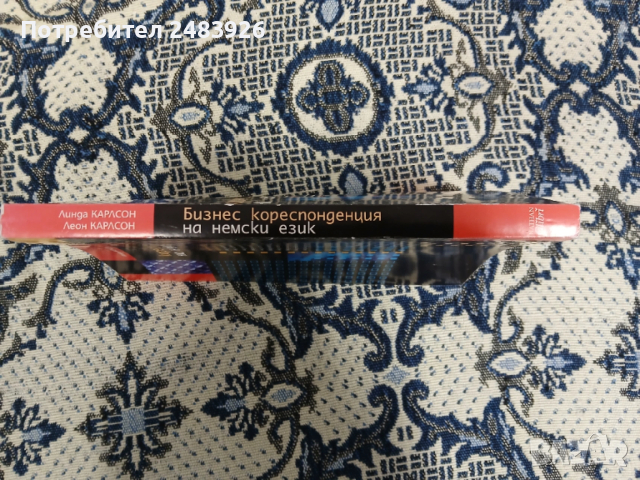 Потребител 2483926
Линда КАРЛСОН
Леон КАРЛСОН
Бизнес кореспонденция
на немски език